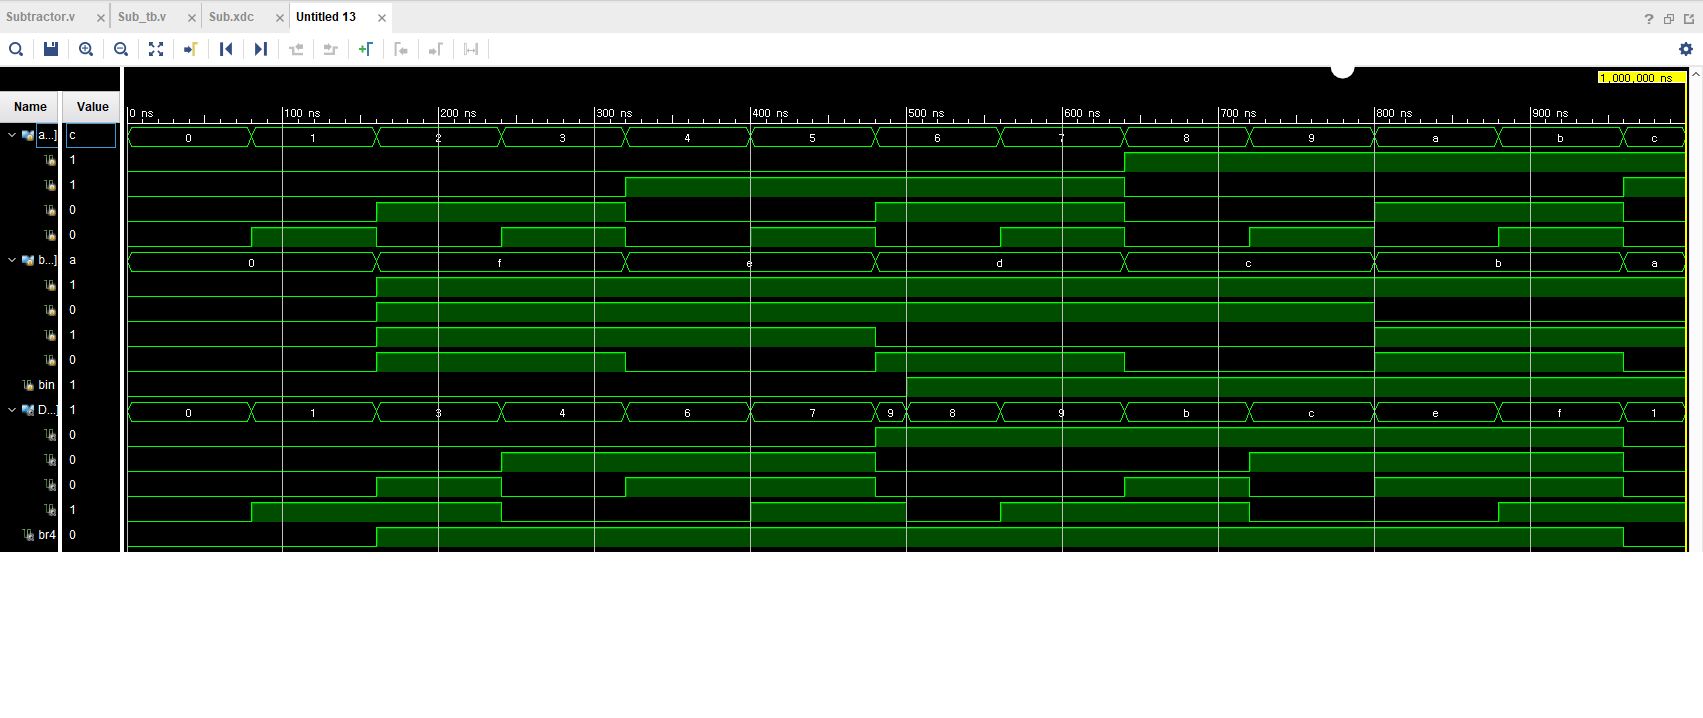 Subtractor.v × Sub_tb.v × Sub.xdc × Untitled 13 × ?
1,000,000 ns
Name Value 0 ns 100 ns 200 ns 300 ns 400 ns 500 ns 600 ns 700 ns 800 ns 900 ns
a...] c 0 1 2 3 4 5 6 7 8 9 a b c
1
1
0
0
b...] a 0 f e d c b a
1
0
1
0
bin 1
D...] 1 0 1 3 4 6 7 9 8 9 b c e f 1
0
0
0
1
br4 0